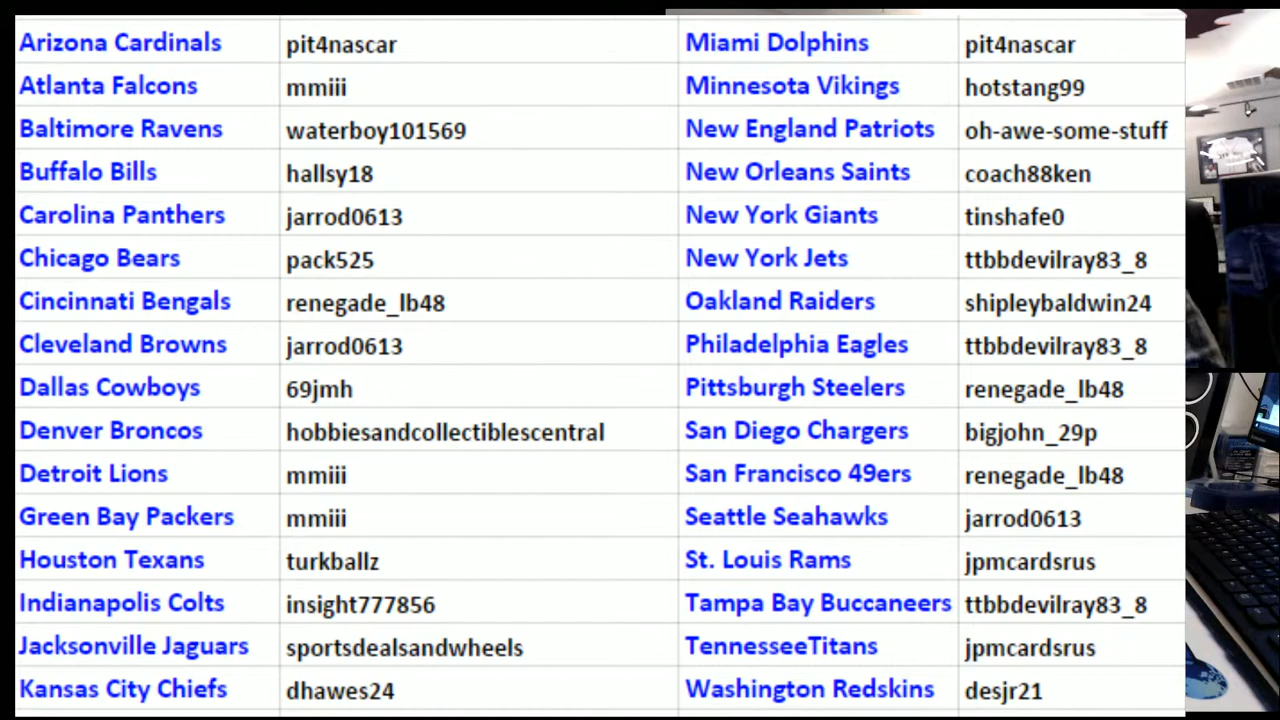 Arizona Cardinals pit4nascar Miami Dolphins pit4nascar
Atlanta Falcons mmiii Minnesota Vikings hotstang99
Baltimore Ravens waterboy101569 New England Patriots oh-awe-some-stuff
Buffalo Bills hallsy18 New Orleans Saints coach88ken
Carolina Panthers jarrod0613 New York Giants tinshafe0
Chicago Bears pack525 New York Jets ttbbdevilray83_8
Cincinnati Bengals renegade_lb48 Oakland Raiders shipleybaldwin24
Cleveland Browns jarrod0613 Philadelphia Eagles ttbbdevilray83_8
Dallas Cowboys 69jmh Pittsburgh Steelers renegade_lb48
Denver Broncos hobbiesandcollectiblescentral San Diego Chargers bigjohn_29p
Detroit Lions mmiii San Francisco 49ers renegade_lb48
Green Bay Packers mmiii Seattle Seahawks jarrod0613
Houston Texans turkballz St. Louis Rams jpmcardsrus
Indianapolis Colts insight777856 Tampa Bay Buccaneers ttbbdevilray83_8
Jacksonville Jaguars sportsdealsandwheels TennesseeTitans jpmcardsrus
Kansas City Chiefs dhawes24 Washington Redskins desjr21